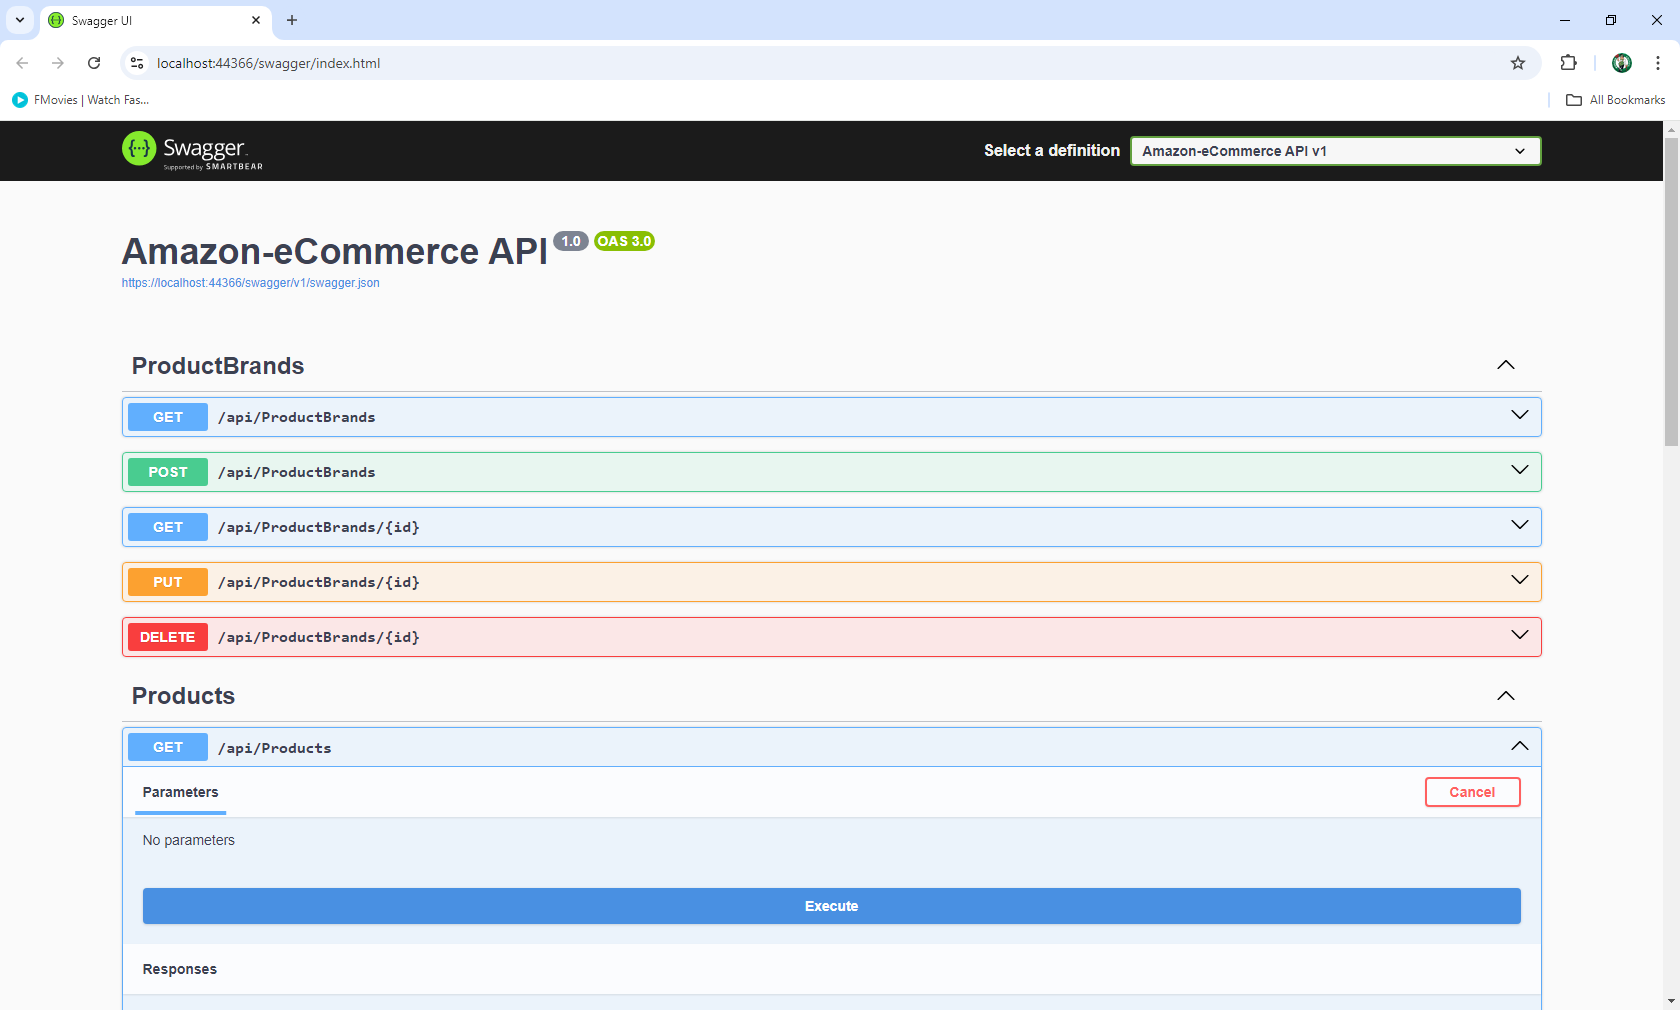 Swagger UI
localhost:44366/swagger/index.html
FMovies | Watch Fas...
All Bookmarks
Swagger
Supported by SMARTBEAR
Select a definition
Amazon-eCommerce API v1
Amazon-eCommerce API 1.0 OAS 3.0
https://localhost:44366/swagger/v1/swagger.json
ProductBrands
GET /api/ProductBrands
POST /api/ProductBrands
GET /api/ProductBrands/{id}
PUT /api/ProductBrands/{id}
DELETE /api/ProductBrands/{id}
Products
GET /api/Products
Parameters
Cancel
No parameters
Execute
Responses